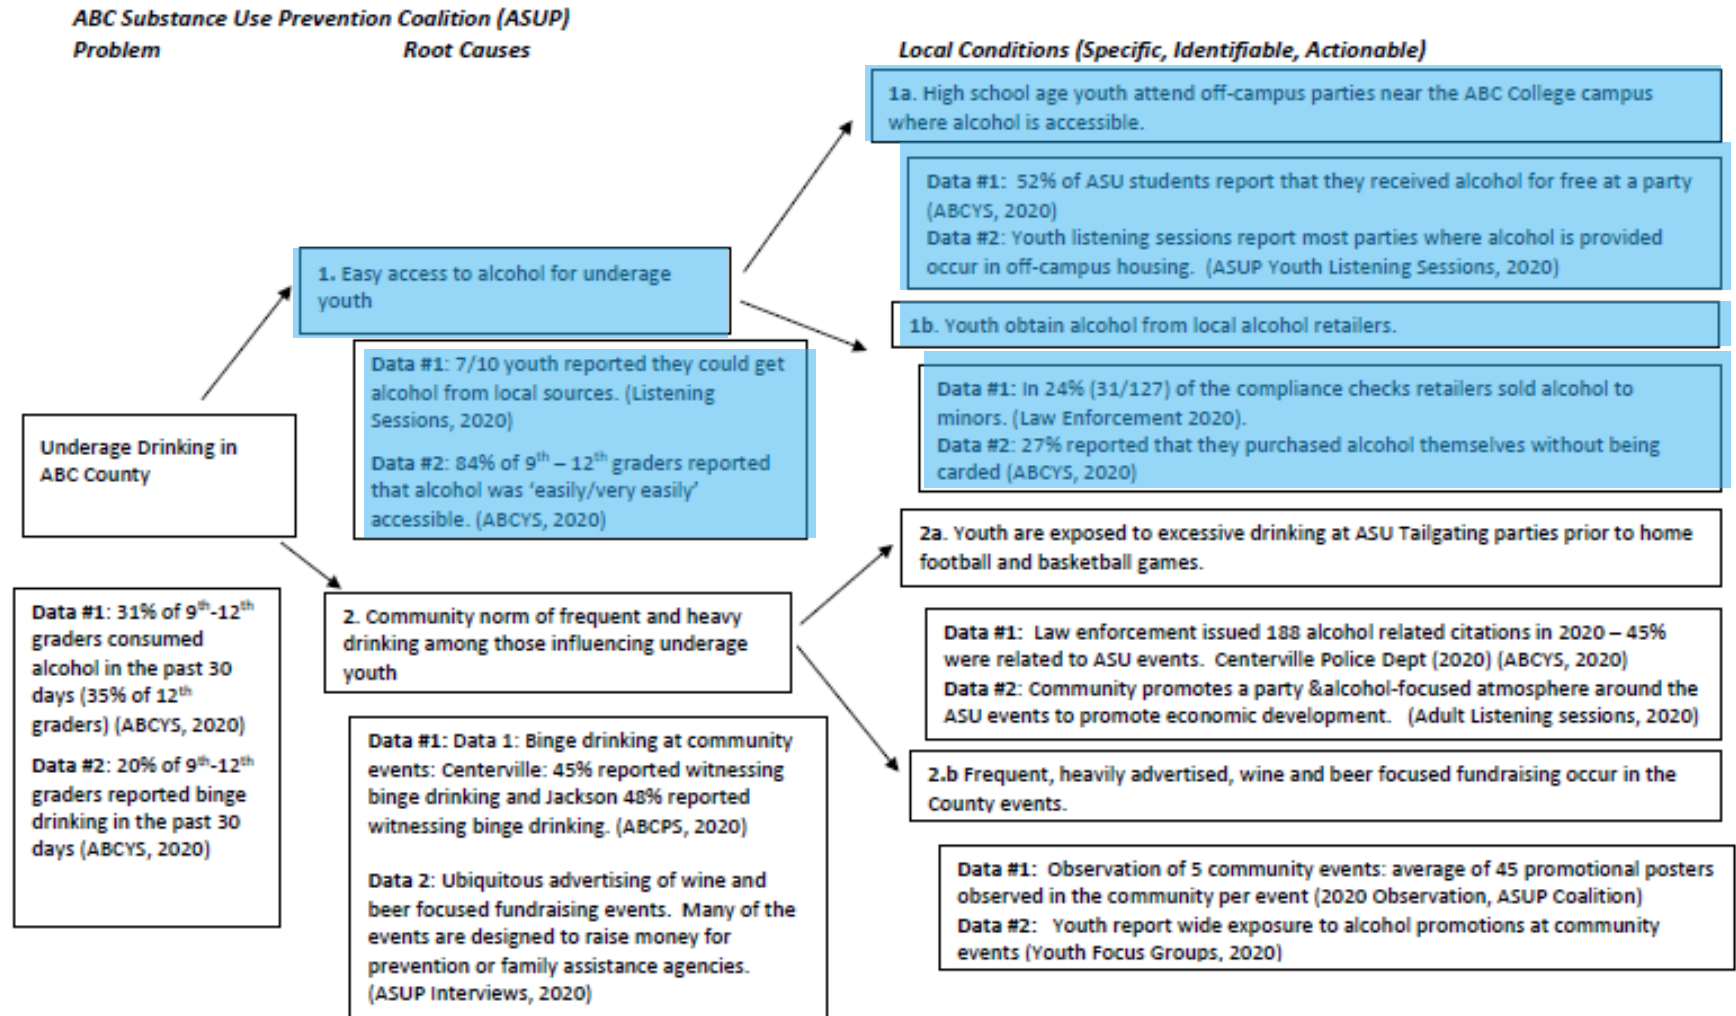 ABC Substance Use Prevention Coalition (ASUP)
Problem
Root Causes
Local Conditions (Specific, Identifiable, Actionable)
Underage Drinking in
ABC County
Data #1: 31% of 9th-12th
graders consumed
alcohol in the past 30
days (35% of 12th
graders) (ABCYS, 2020)
Data #2: 20% of 9th-12th
graders reported binge
drinking in the past 30
days (ABCYS, 2020)
1. Easy access to alcohol for underage
youth
Data #1: 7/10 youth reported they could get
alcohol from local sources. (Listening
Sessions, 2020)
Data #2: 84% of 9th – 12th graders reported
that alcohol was ‘easily/very easily’
accessible. (ABCYS, 2020)
2. Community norm of frequent and heavy
drinking among those influencing underage
youth
Data #1: Data 1: Binge drinking at community
events: Centerville: 45% reported witnessing
binge drinking and Jackson 48% reported
witnessing binge drinking. (ABCPS, 2020)
Data 2: Ubiquitous advertising of wine and
beer focused fundraising events. Many of the
events are designed to raise money for
prevention or family assistance agencies.
(ASUP Interviews, 2020)
1a. High school age youth attend off-campus parties near the ABC College campus
where alcohol is accessible.
Data #1: 52% of ASU students report that they received alcohol for free at a party
(ABCYS, 2020)
Data #2: Youth listening sessions report most parties where alcohol is provided
occur in off-campus housing. (ASUP Youth Listening Sessions, 2020)
1b. Youth obtain alcohol from local alcohol retailers.
Data #1: In 24% (31/127) of the compliance checks retailers sold alcohol to
minors. (Law Enforcement 2020).
Data #2: 27% reported that they purchased alcohol themselves without being
carded (ABCYS, 2020)
2a. Youth are exposed to excessive drinking at ASU Tailgating parties prior to home
football and basketball games.
Data #1: Law enforcement issued 188 alcohol related citations in 2020 – 45%
were related to ASU events. Centerville Police Dept (2020) (ABCYS, 2020)
Data #2: Community promotes a party &alcohol-focused atmosphere around the
ASU events to promote economic development. (Adult Listening sessions, 2020)
2.b Frequent, heavily advertised, wine and beer focused fundraising occur in the
County events.
Data #1: Observation of 5 community events: average of 45 promotional posters
observed in the community per event (2020 Observation, ASUP Coalition)
Data #2: Youth report wide exposure to alcohol promotions at community
events (Youth Focus Groups, 2020)